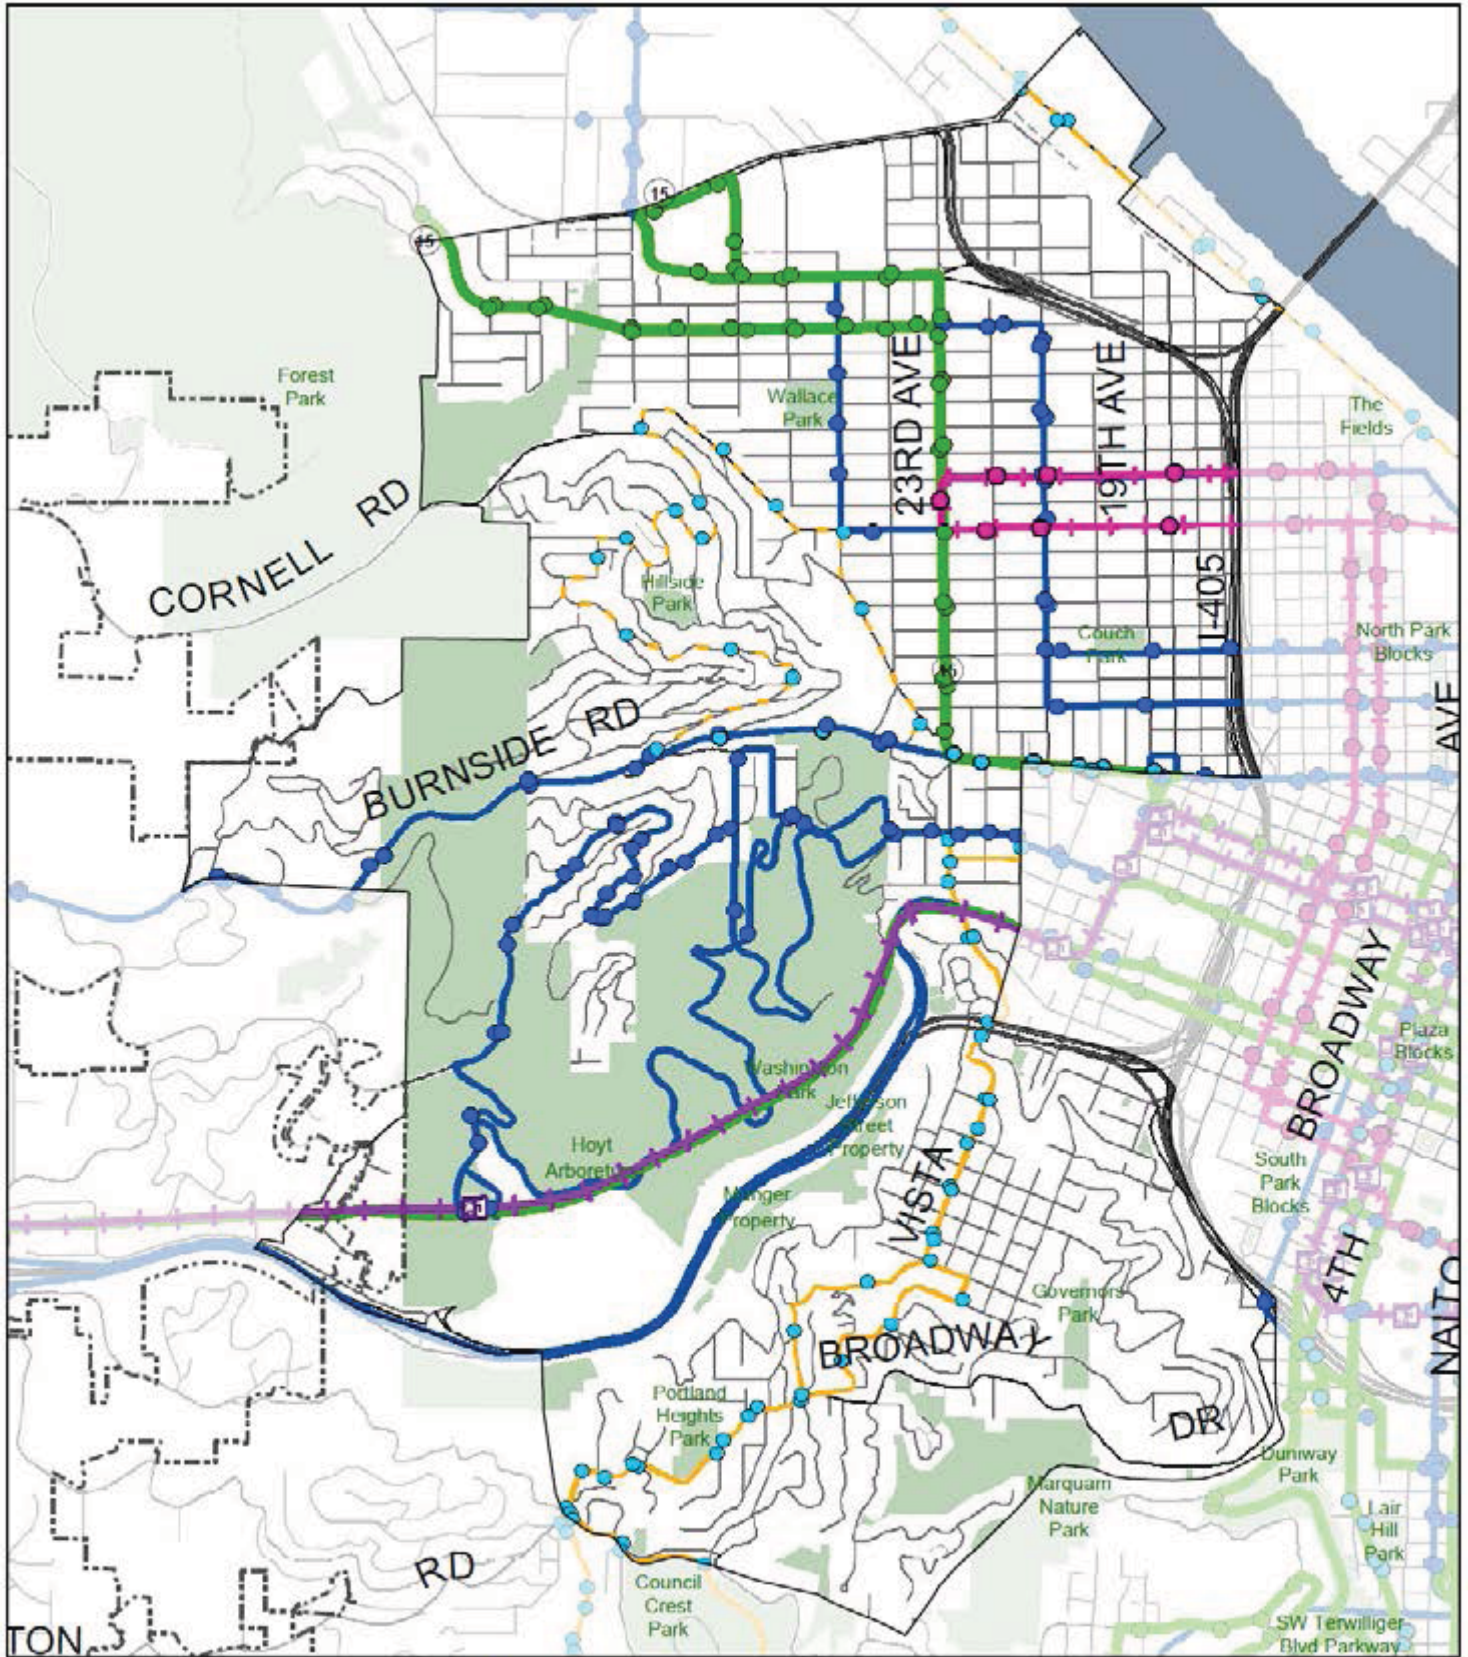 15
15
Forest
Park
Wallace
Park
23RD AVE
19TH AVE
The
Fields
CORNELL RD
Hillside
Park
I-405
Couch
Park
North Park
Blocks
BURNSIDE RD
AVE
BROADWAY
Plaza
Blocks
Washington
Park
Jefferson
Street
Property
Hoyt
Arboretum
VISTA
South
Park
Blocks
Munger
Property
4TH
Governors
Park
NAITO
BROADWAY
DR
Portland
Heights
Park
Duniway
Park
Marquam
Nature
Park
Lair
Hill
Park
RD
Council
Crest
Park
SW Terwilliger
Blvd Parkway
TON